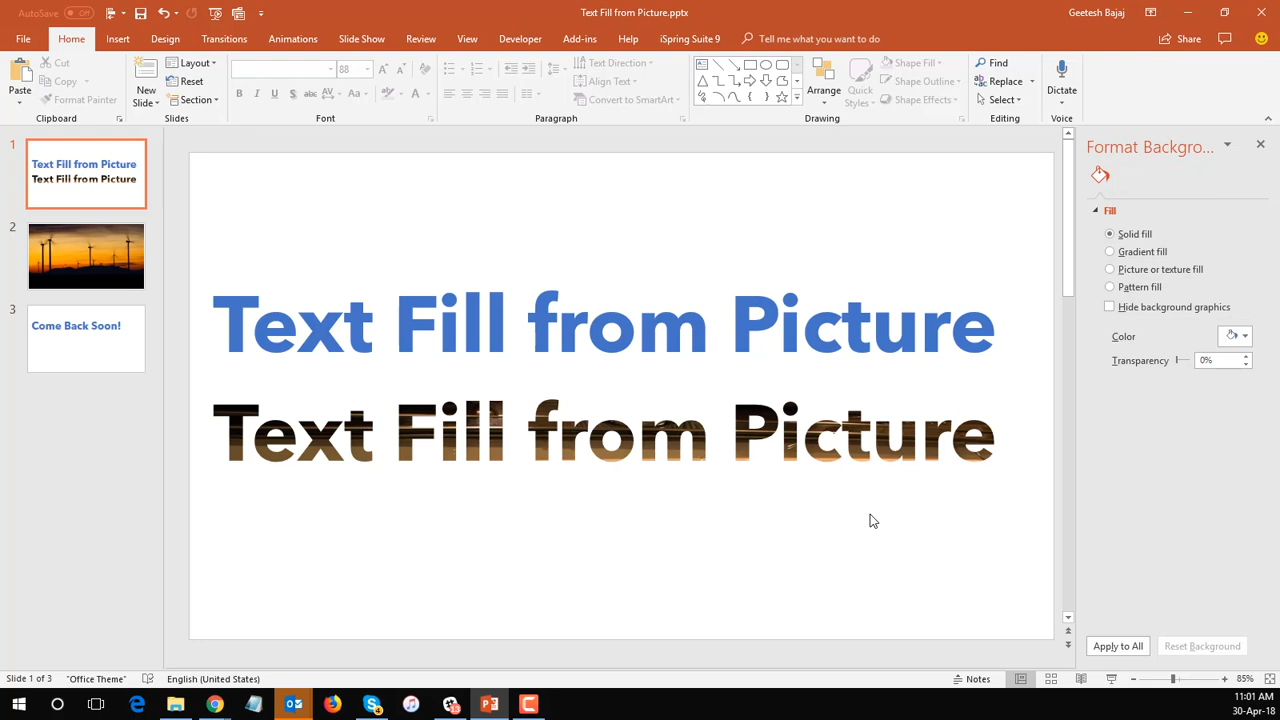 AutoSave Off
Text Fill from Picture.pptx
Geetesh Bajaj
File Home Insert Design Transitions Animations Slide Show Review View Developer Add-ins Help iSpring Suite 9 Tell me what you want to do Share
Paste
Cut
Copy
Format Painter
Clipboard
New Slide
Layout
Reset
Section
Slides
88
B I U S abc AV Aa A
Font
Text Direction
Align Text
Convert to SmartArt
Paragraph
Arrange
Quick Styles
Shape Fill
Shape Outline
Shape Effects
Drawing
Find
Replace
Select
Editing
Dictate
Voice
1
Text Fill from Picture
Text Fill from Picture
2
3
Come Back Soon!
Text Fill from Picture
Text Fill from Picture
Format Backgro...
Fill
Solid fill
Gradient fill
Picture or texture fill
Pattern fill
Hide background graphics
Color
Transparency 0%
Apply to All
Reset Background
Slide 1 of 3 "Office Theme" English (United States) Notes 85%
11:01 AM
30-Apr-18